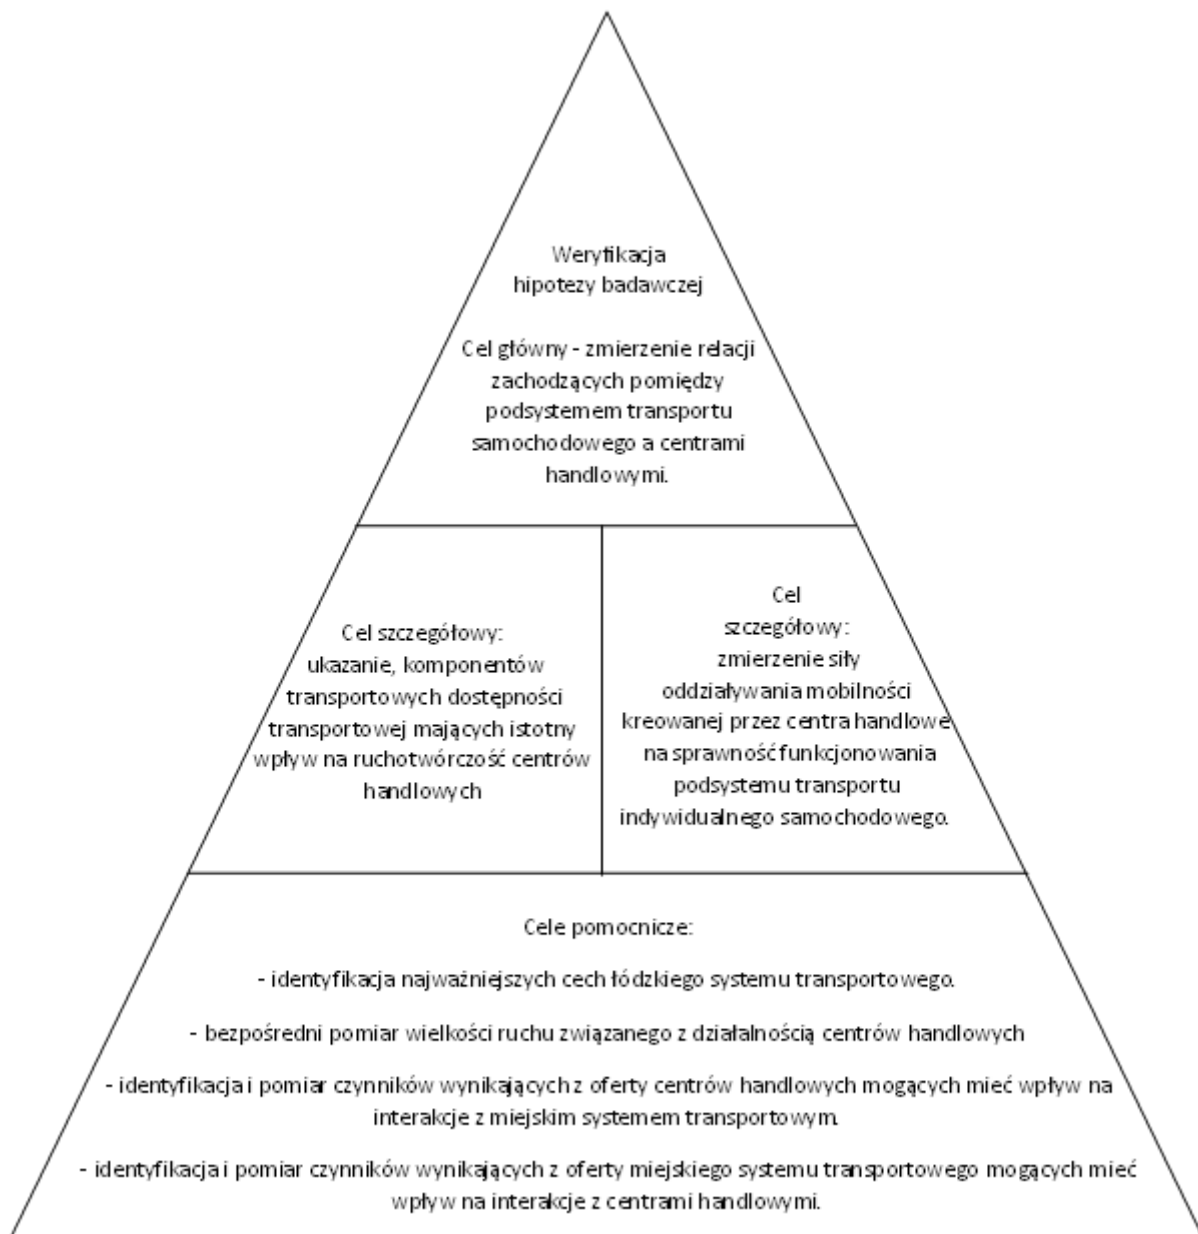 Weryfikacja
hipotezy badawczej
Cel główny - zmierzenie relacji
zachodzących pomiędzy
podsystemem transportu
samochodowego a centrami
handlowymi.
Cel szczegółowy:
ukazanie, komponentów
transportowych dostępności
transportowej mających istotny
wpływ na ruchotwórczość centrów
handlowych
Cel
szczegółowy:
zmierzenie siły
oddziaływania mobilności
kreowanej przez centra handlowe
na sprawność funkcjonowania
podsystemu transportu
indywidualnego samochodowego.
Cele pomocnicze:
- identyfikacja najważniejszych cech łódzkiego systemu transportowego.
- bezpośredni pomiar wielkości ruchu związanego z działalnością centrów handlowych
- identyfikacja i pomiar czynników wynikających z oferty centrów handlowych mogących mieć wpływ na
interakcje z miejskim systemem transportowym.
- identyfikacja i pomiar czynników wynikających z oferty miejskiego systemu transportowego mogących mieć
wpływ na interakcje z centrami handlowymi.